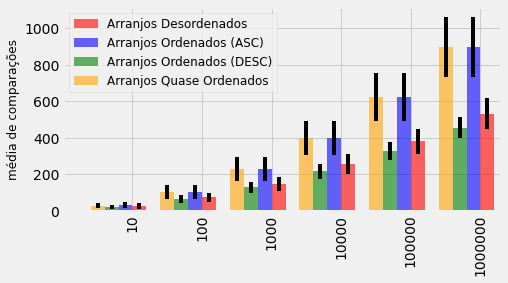 média de comparações
1000
800
600
400
200
0
Arranjos Desordenados
Arranjos Ordenados (ASC)
Arranjos Ordenados (DESC)
Arranjos Quase Ordenados
10
100
1000
10000
100000
1000000